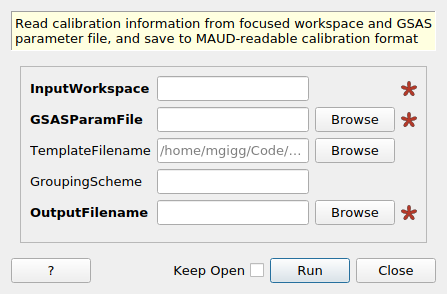 Read calibration information from focused workspace and GSAS
parameter file, and save to MAUD-readable calibration format
InputWorkspace
GSASParamFile Browse
TemplateFilename /home/mgigg/Code/... Browse
GroupingScheme
OutputFilename Browse
? Keep Open Run Close